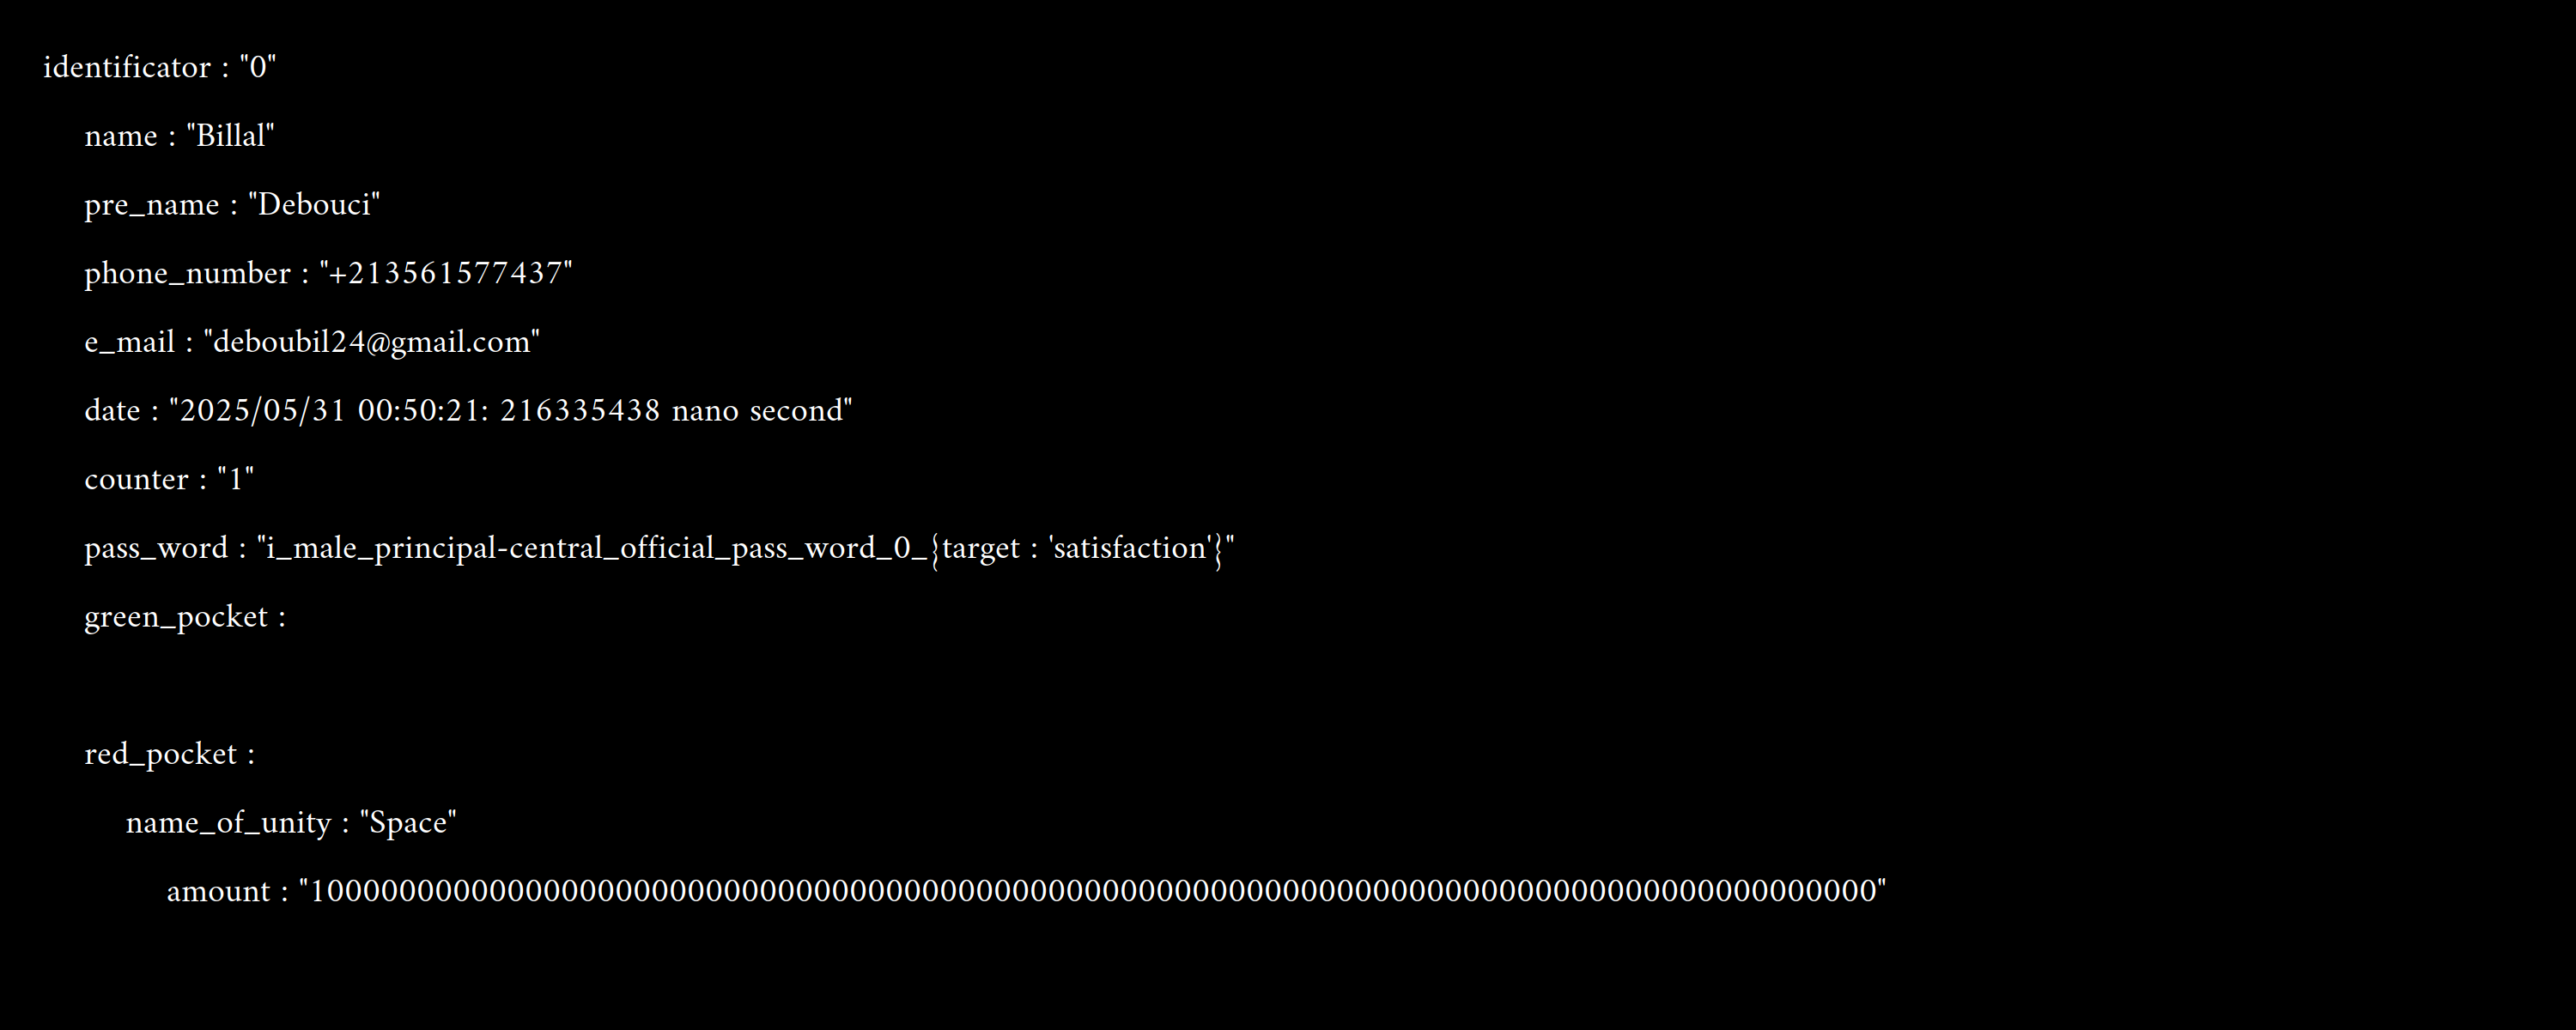 identificator : "0"
name : "Billal"
pre_name : "Debouci"
phone_number : "+213561577437"
e_mail : "deboubil24@gmail.com"
date : "2025/05/31 00:50:21: 216335438 nano second"
counter : "1"
pass_word : "i_male_principal-central_official_pass_word_0_{target : 'satisfaction'}"
green_pocket :
red_pocket :
name_of_unity : "Space"
amount : "100000000000000000000000000000000000000000000000000000000000000000000000000000000000000"